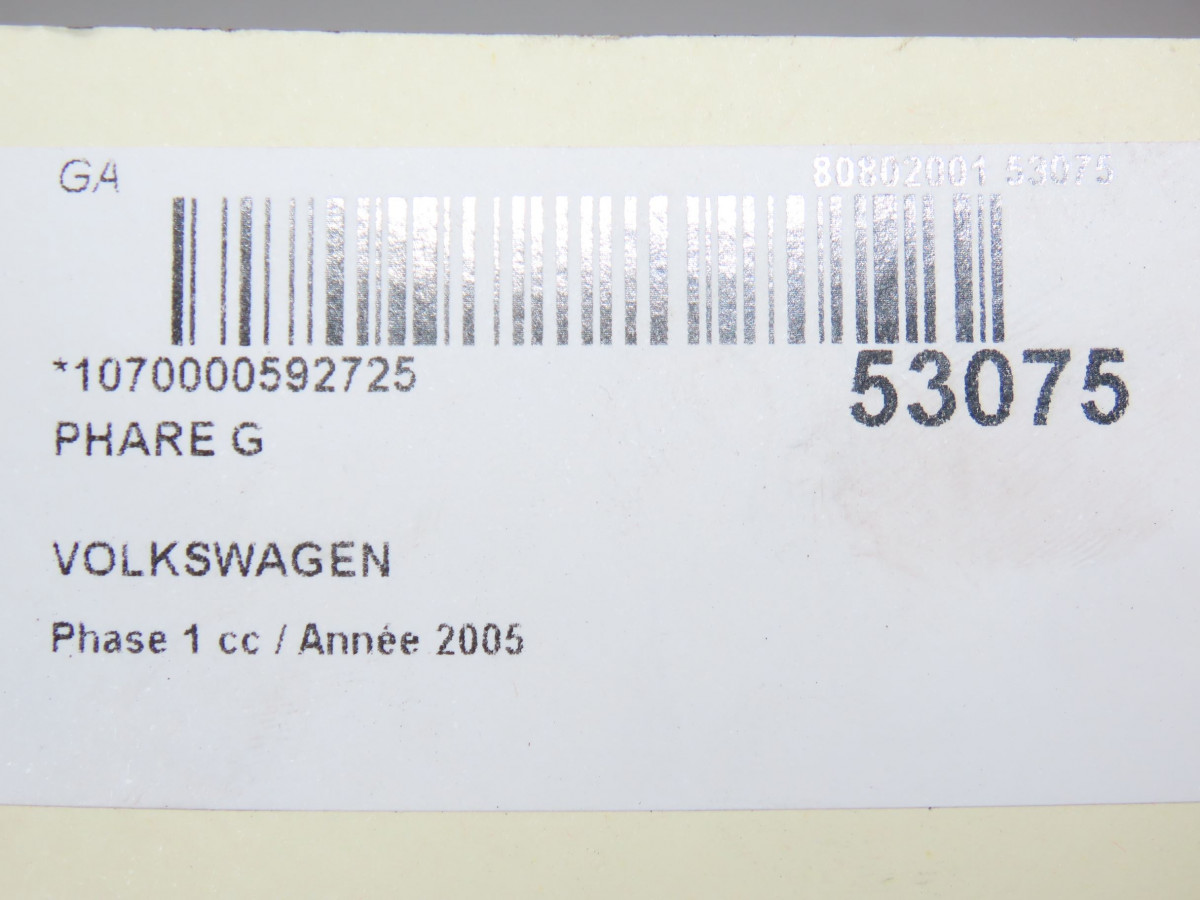 GA
80802001 53075
*1070000592725
53075
PHARE G
VOLKSWAGEN
Phase 1 cc / Année 2005